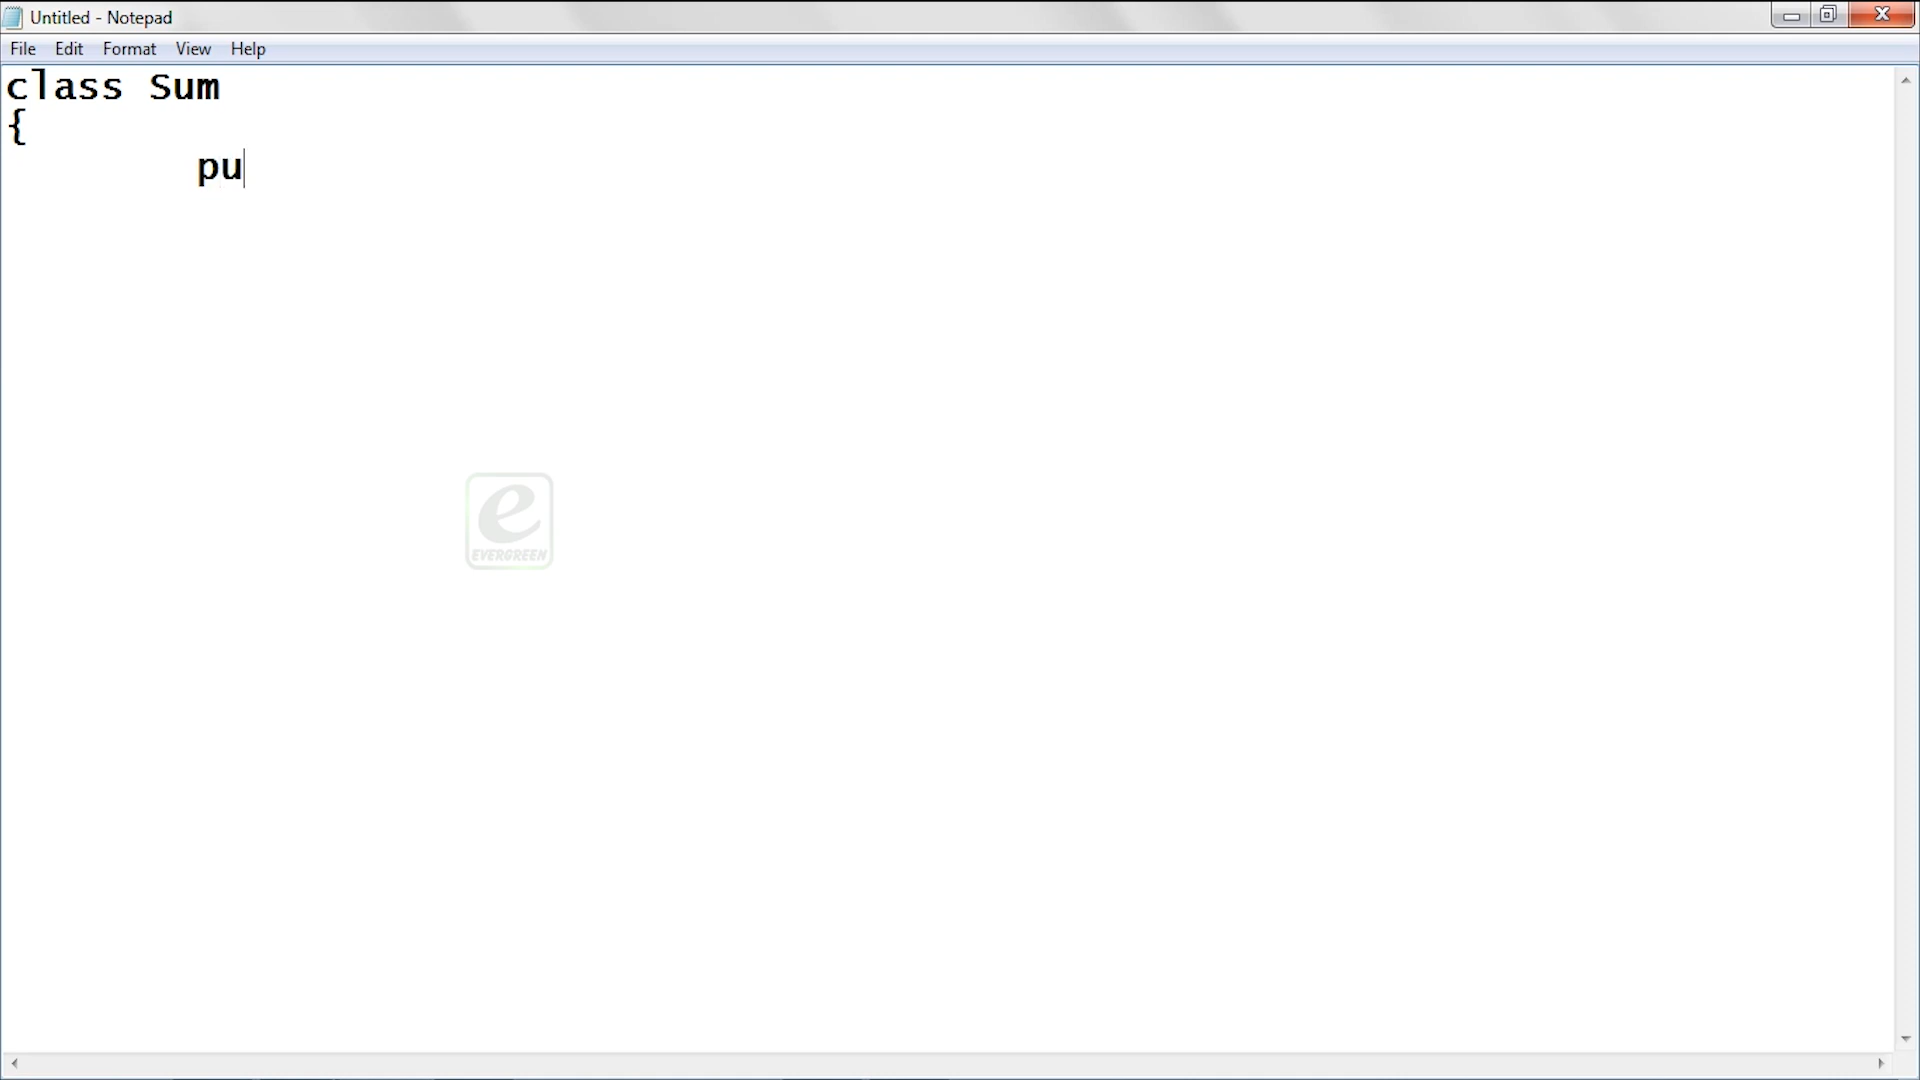 Untitled - Notepad
File Edit Format View Help
class Sum
{
pu
e
EVERGREEN